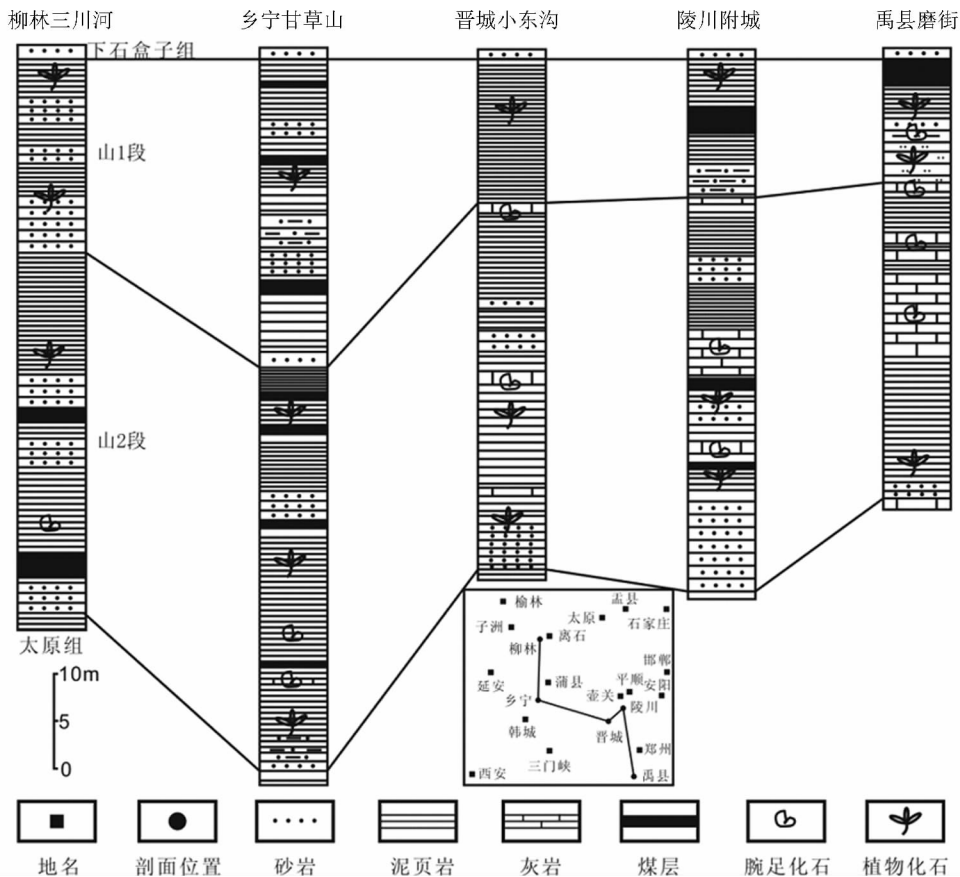 柳林三川河
乡宁甘草山
晋城小东沟
陵川附城
禹县磨街
下石盒子组
山1段
山2段
太原组
10m
5
0
榆林
盂县
太原
石家庄
子洲
离石
柳林
邯郸
延安
蒲县
平顺
安阳
乡宁
壶关
陵川
韩城
晋城
郑州
三门峡
西安
禹县
地名
剖面位置
砂岩
泥页岩
灰岩
煤层
腕足化石
植物化石